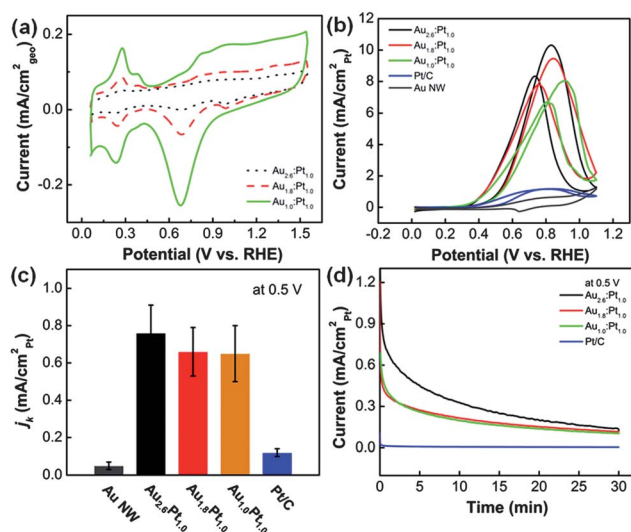 (a)
Current (mA/cm²geo)
0.2
0.0
-0.2
Au2.6:Pt1.0
Au1.8:Pt1.0
Au1.0:Pt1.0
0.0 0.3 0.6 0.9 1.2 1.5
Potential (V vs. RHE)
(b)
Current (mA/cm²Pt)
12
10
8
6
4
2
0
-2
Au2.6:Pt1.0
Au1.8:Pt1.0
Au1.0:Pt1.0
Pt/C
Au NW
-0.2 0.0 0.2 0.4 0.6 0.8 1.0 1.2
Potential (V vs. RHE)
(c)
at 0.5 V
jk (mA/cm²Pt)
1.0
0.8
0.6
0.4
0.2
0.0
Au NW
Au2.6Pt1.0
Au1.8Pt1.0
Au1.0Pt1.0
Pt/C
(d)
at 0.5 V
Au2.6:Pt1.0
Au1.8:Pt1.0
Au1.0:Pt1.0
Pt/C
Current (mA/cm²Pt)
1.2
0.9
0.6
0.3
0.0
0 5 10 15 20 25 30
Time (min)